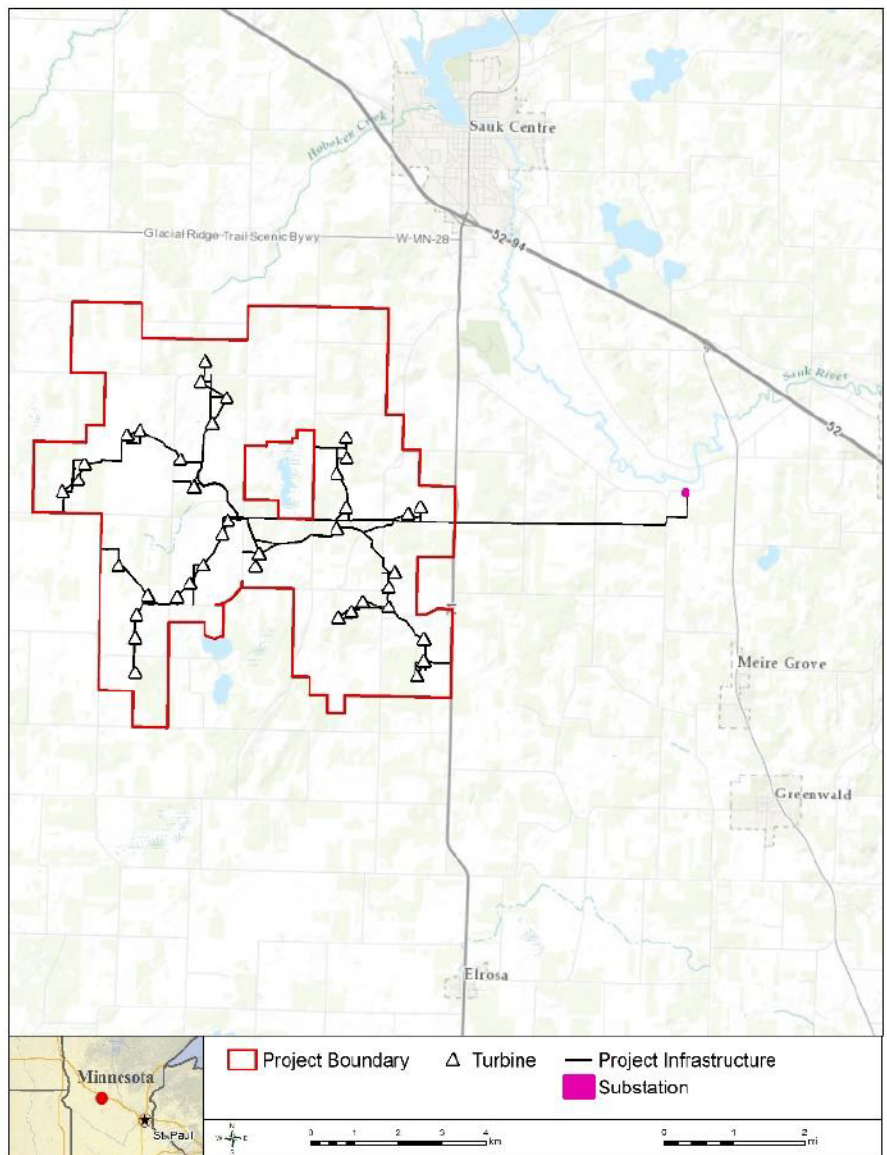 Sauk Centre
Hoboken Creek
Glacial Ridge Trail Scenic Bywy
W-MN-28
52-94
Sauk River
52
Meire Grove
Greenwald
Elrosa
Minnesota
St. Paul
Project Boundary
Turbine
Project Infrastructure
Substation
N
W E
S
0 1 2 3 4
km
0 1 2
mi